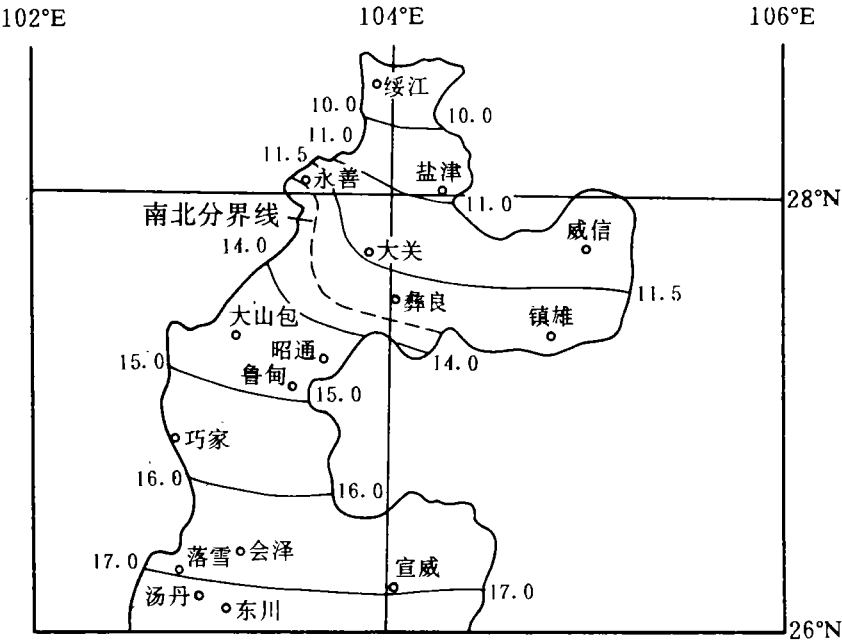 102°E 104°E 106°E
绥江
10.0 10.0
11.0
11.5
永善 盐津
28°N
11.0
南北分界线
威信
14.0 大关
彝良 11.5
大山包 镇雄
昭通
15.0 14.0
鲁甸 15.0
巧家
16.0 16.0
落雪 会泽
17.0 宣威
汤丹 17.0
东川
26°N